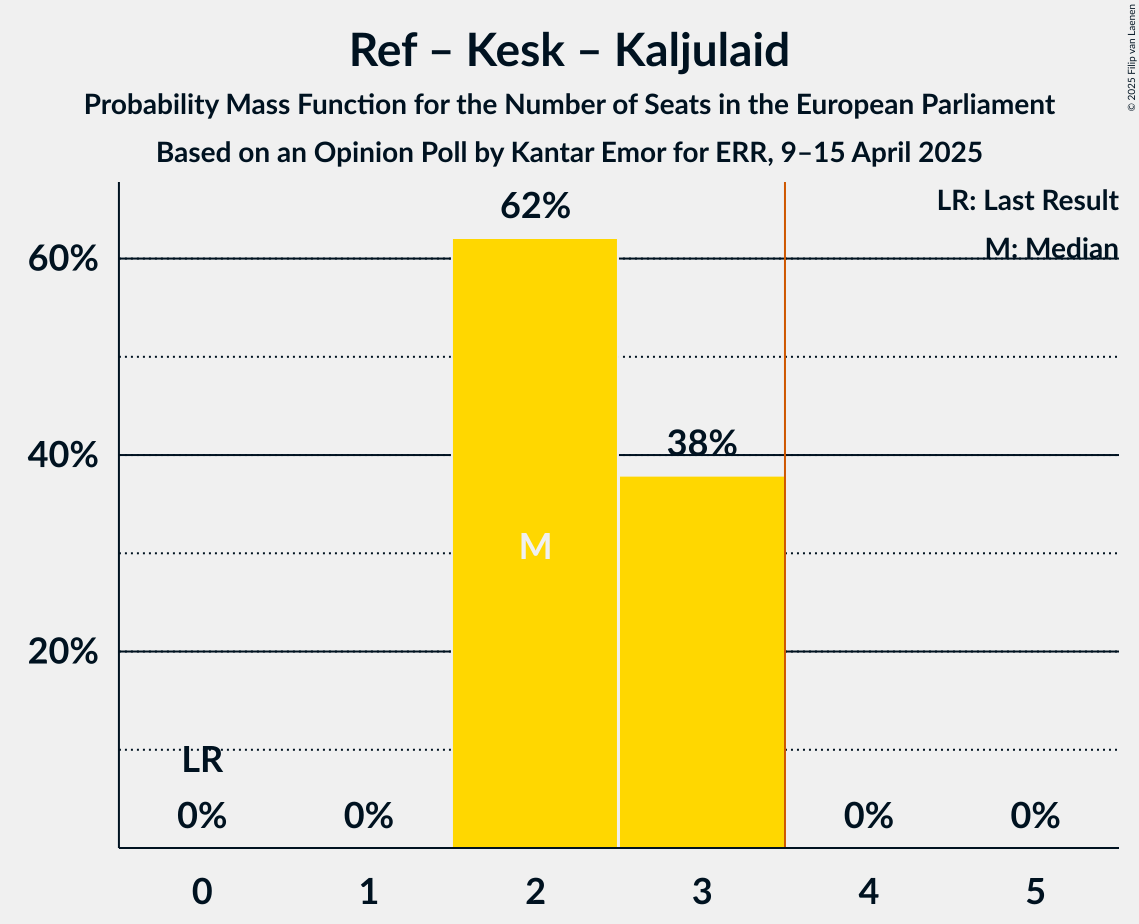 Ref – Kesk – Kaljulaid
Probability Mass Function for the Number of Seats in the European Parliament
Based on an Opinion Poll by Kantar Emor for ERR, 9–15 April 2025
© 2025 Filip van Laenen
LR: Last Result
M: Median
62%
60%
38%
40%
M
20%
LR
0%
0%
0%
0%
0
1
2
3
4
5